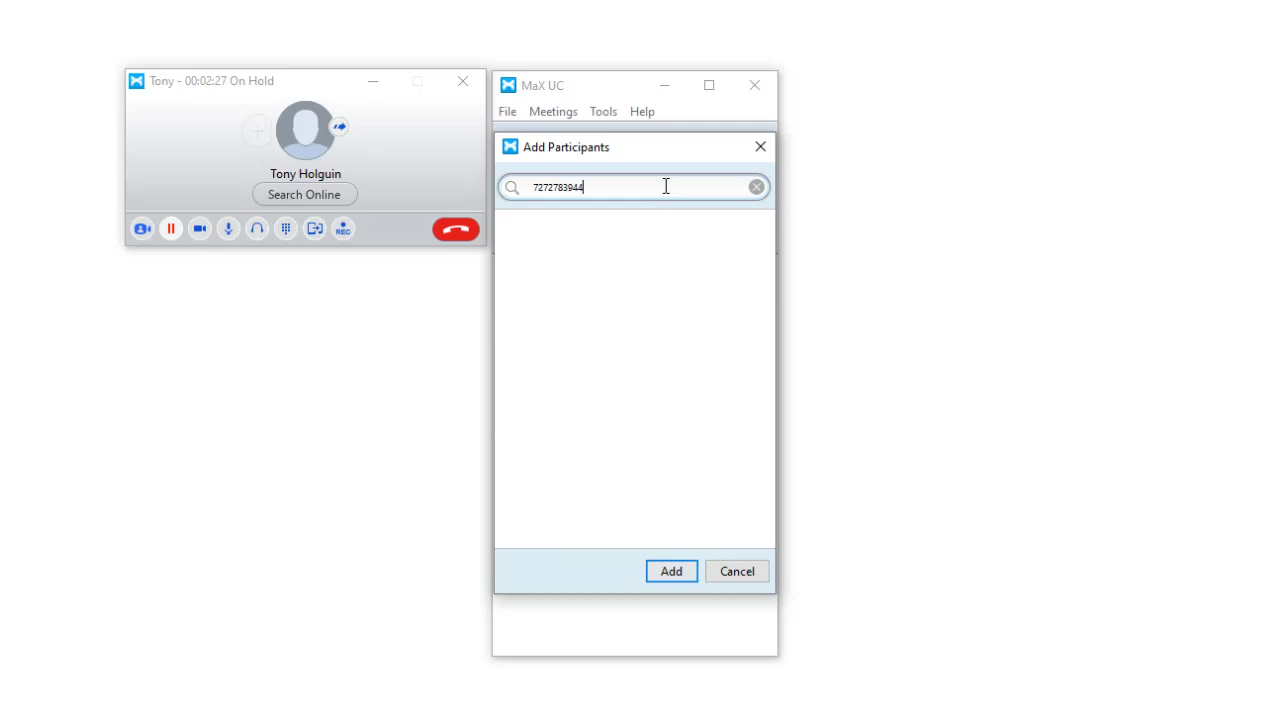 Tony - 00:02:27 On Hold
Tony Holguin
Search Online
REC
MaX UC
File Meetings Tools Help
Add Participants
7272783944
Add Cancel